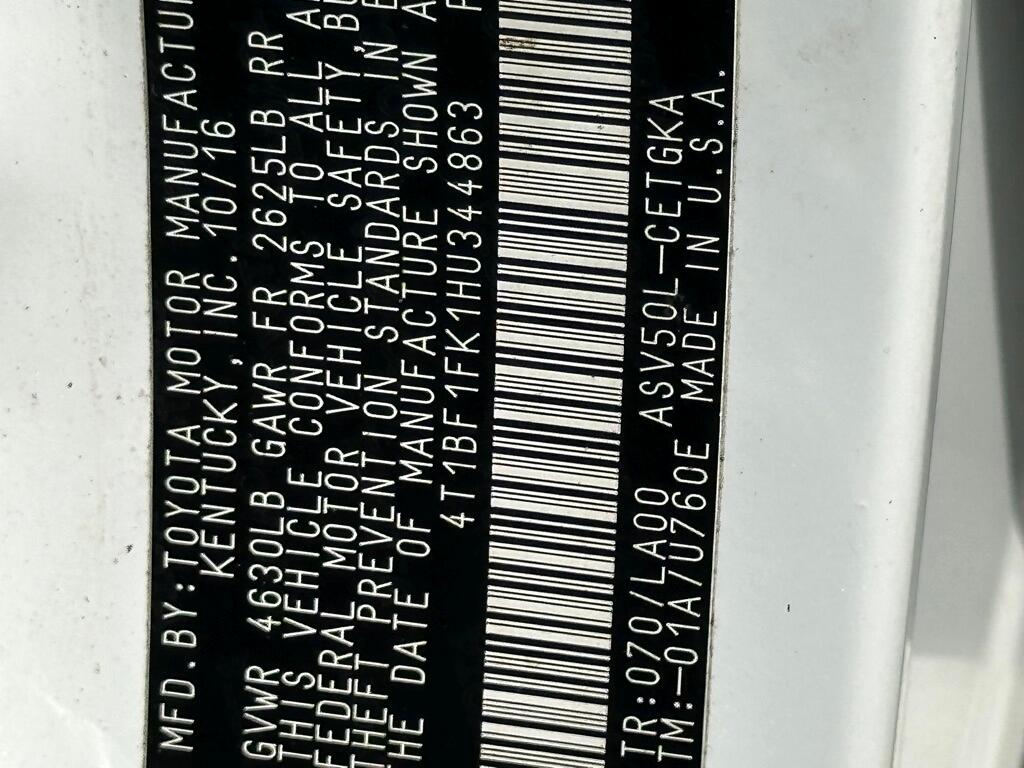 MFD.BY:TOYOTA MOTOR MANUFACTUR
KENTUCKY,INC. 10/16
GVWR 4630LB GAWR FR 2625LB RR
THIS VEHICLE CONFORMS TO ALL A
FEDERAL MOTOR VEHICLE SAFETY,BU
THEFT PREVENTION STANDARDS IN E
THE DATE OF MANUFACTURE SHOWN A
4T1BF1FK1HU344863 P
TR:070/LA00 ASV50L-CETGKA
TM:-01A/U760E MADE IN U.S.A.